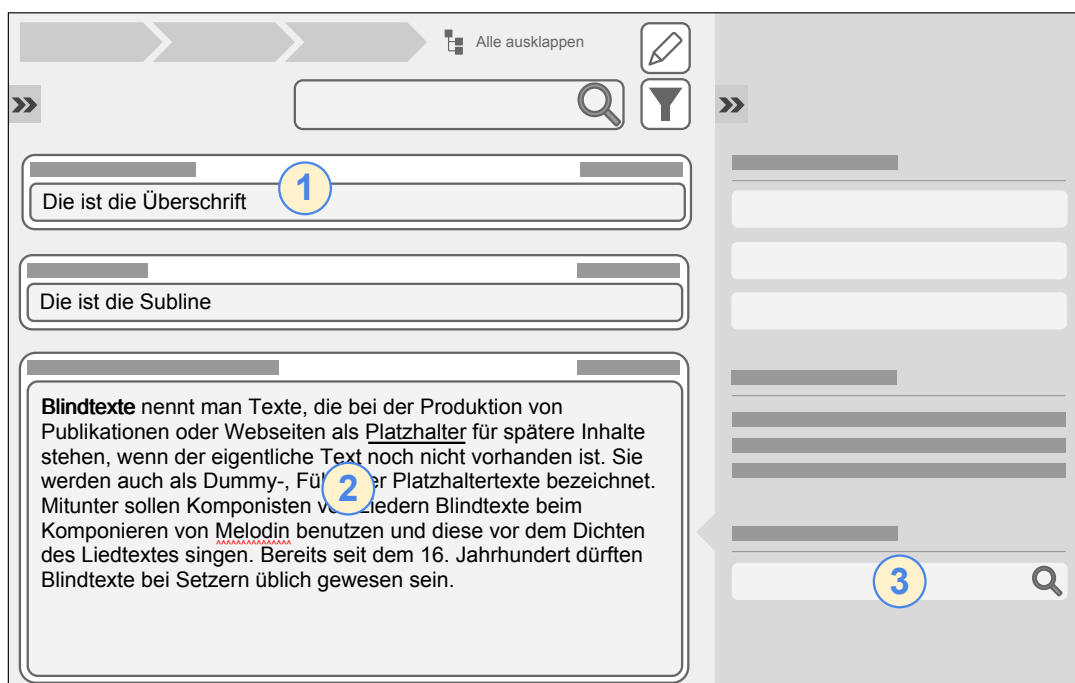 Alle ausklappen
1
Die ist die Überschrift
Die ist die Subline
Blindtexte nennt man Texte, die bei der Produktion von
Publikationen oder Webseiten als Platzhalter für spätere Inhalte
stehen, wenn der eigentliche Text noch nicht vorhanden ist. Sie
werden auch als Dummy-, Platzhaltertexte bezeichnet.
Mitunter sollen Komponisten Liedern Blindtexte beim
2
Komponieren von Melodin benutzen und diese vor dem Dichten
des Liedtextes singen. Bereits seit dem 16. Jahrhundert dürften
Blindtexte bei Setzern üblich gewesen sein.
3